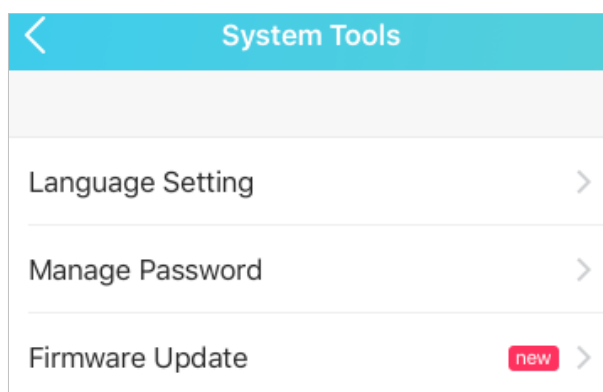 System Tools
Language Setting
Manage Password
Firmware Update new